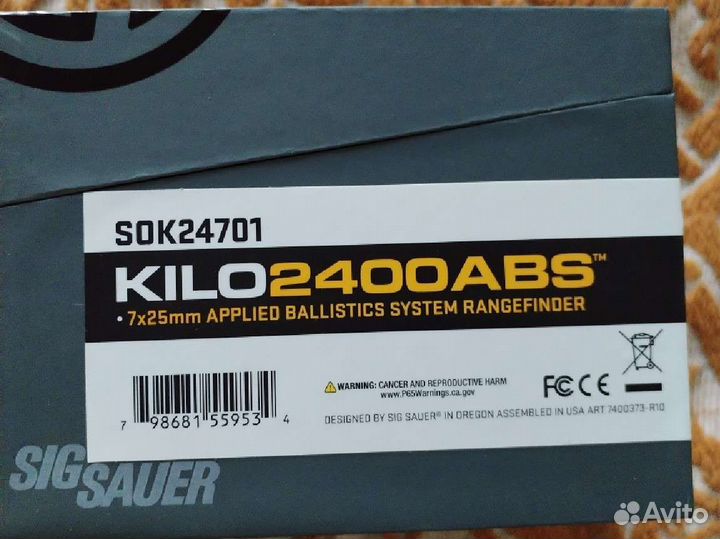 SOK24701
KILO2400ABS™
• 7x25mm APPLIED BALLISTICS SYSTEM RANGEFINDER
⚠ WARNING: CANCER AND REPRODUCTIVE HARM
www.P65Warnings.ca.gov
FC CE
7 98681 55953 4
DESIGNED BY SIG SAUER® IN OREGON ASSEMBLED IN USA ART 7400373-R10
SIG SAUER
Avito